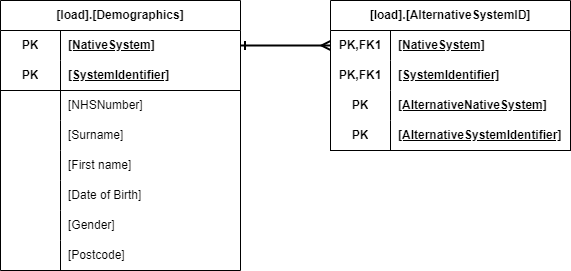 [load].[Demographics]
PK [NativeSystem]
PK [SystemIdentifier]
[NHSNumber]
[Surname]
[First name]
[Date of Birth]
[Gender]
[Postcode]
[load].[AlternativeSystemID]
PK,FK1 [NativeSystem]
PK,FK1 [SystemIdentifier]
PK [AlternativeNativeSystem]
PK [AlternativeSystemIdentifier]